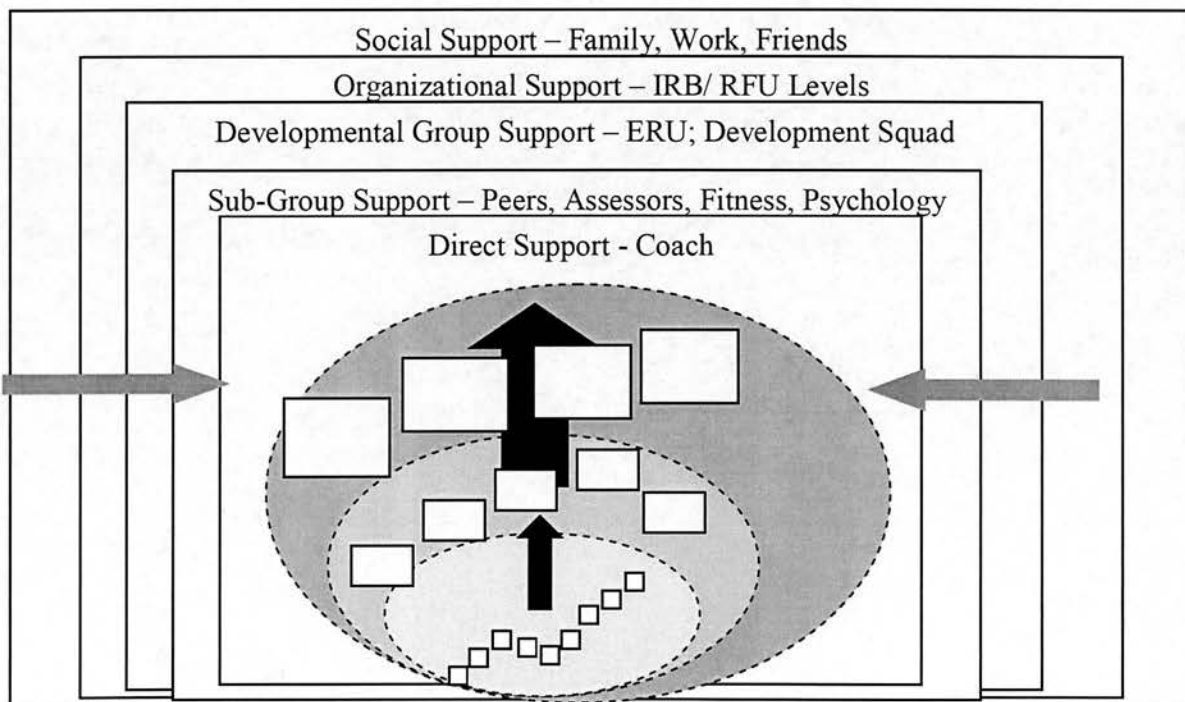 Social Support – Family, Work, Friends
Organizational Support – IRB/ RFU Levels
Developmental Group Support – ERU; Development Squad
Sub-Group Support – Peers, Assessors, Fitness, Psychology
Direct Support - Coach